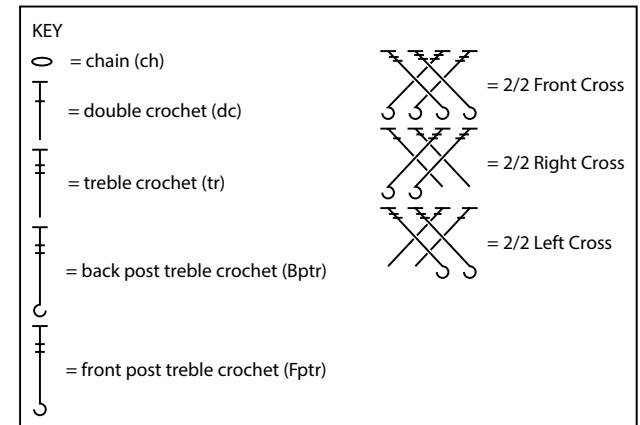 KEY
= chain (ch)
= double crochet (dc)
= treble crochet (tr)
= back post treble crochet (Bptr)
= front post treble crochet (Fptr)
= 2/2 Front Cross
= 2/2 Right Cross
= 2/2 Left Cross